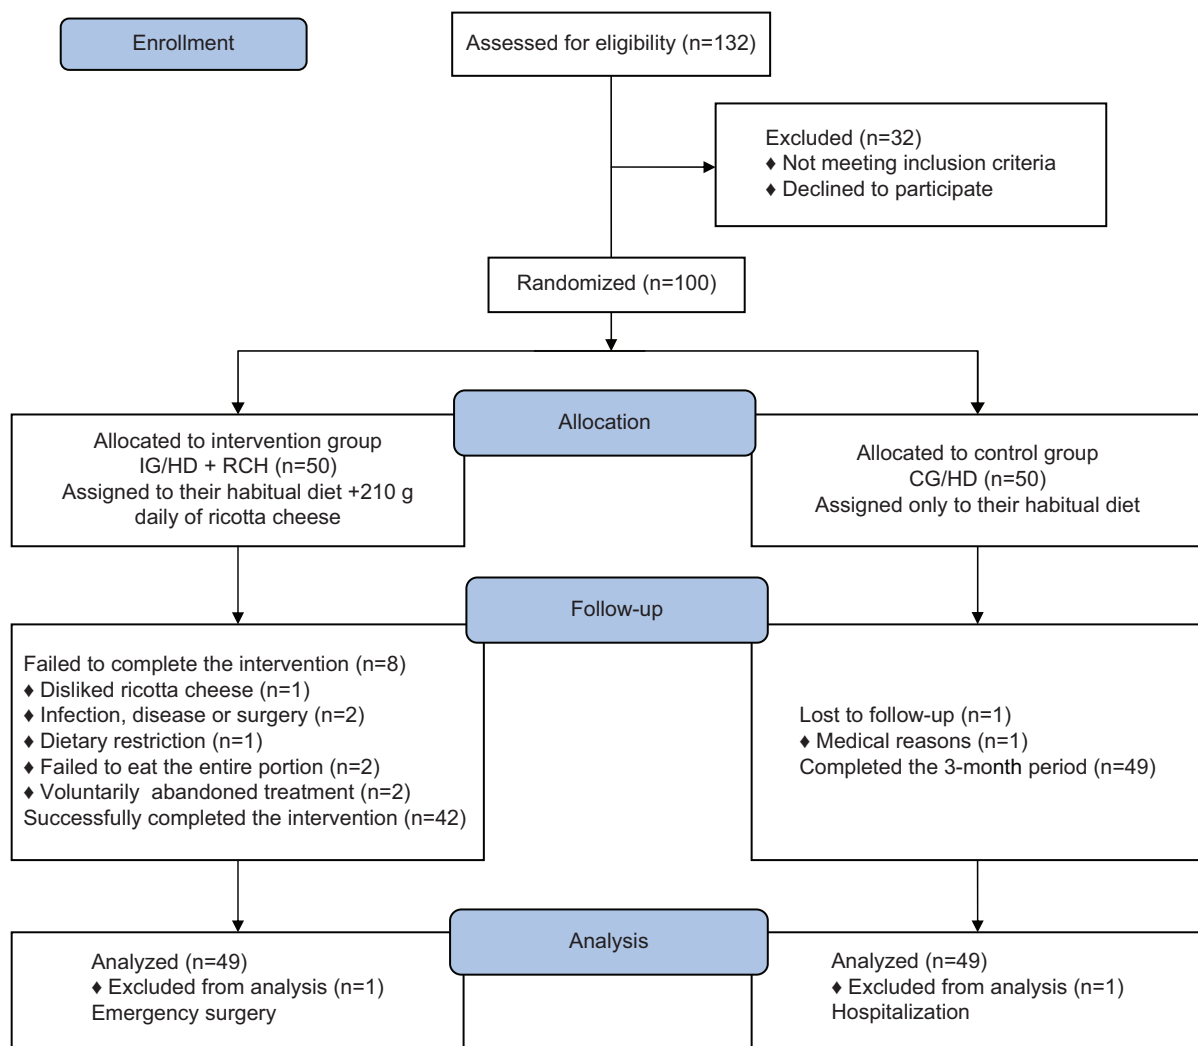 Enrollment
Assessed for eligibility (n=132)
Excluded (n=32)
♦ Not meeting inclusion criteria
♦ Declined to participate
Randomized (n=100)
Allocation
Allocated to intervention group
IG/HD + RCH (n=50)
Assigned to their habitual diet +210 g
daily of ricotta cheese
Allocated to control group
CG/HD (n=50)
Assigned only to their habitual diet
Follow-up
Failed to complete the intervention (n=8)
♦ Disliked ricotta cheese (n=1)
♦ Infection, disease or surgery (n=2)
♦ Dietary restriction (n=1)
♦ Failed to eat the entire portion (n=2)
♦ Voluntarily abandoned treatment (n=2)
Successfully completed the intervention (n=42)
Lost to follow-up (n=1)
♦ Medical reasons (n=1)
Completed the 3-month period (n=49)
Analysis
Analyzed (n=49)
♦ Excluded from analysis (n=1)
Emergency surgery
Analyzed (n=49)
♦ Excluded from analysis (n=1)
Hospitalization